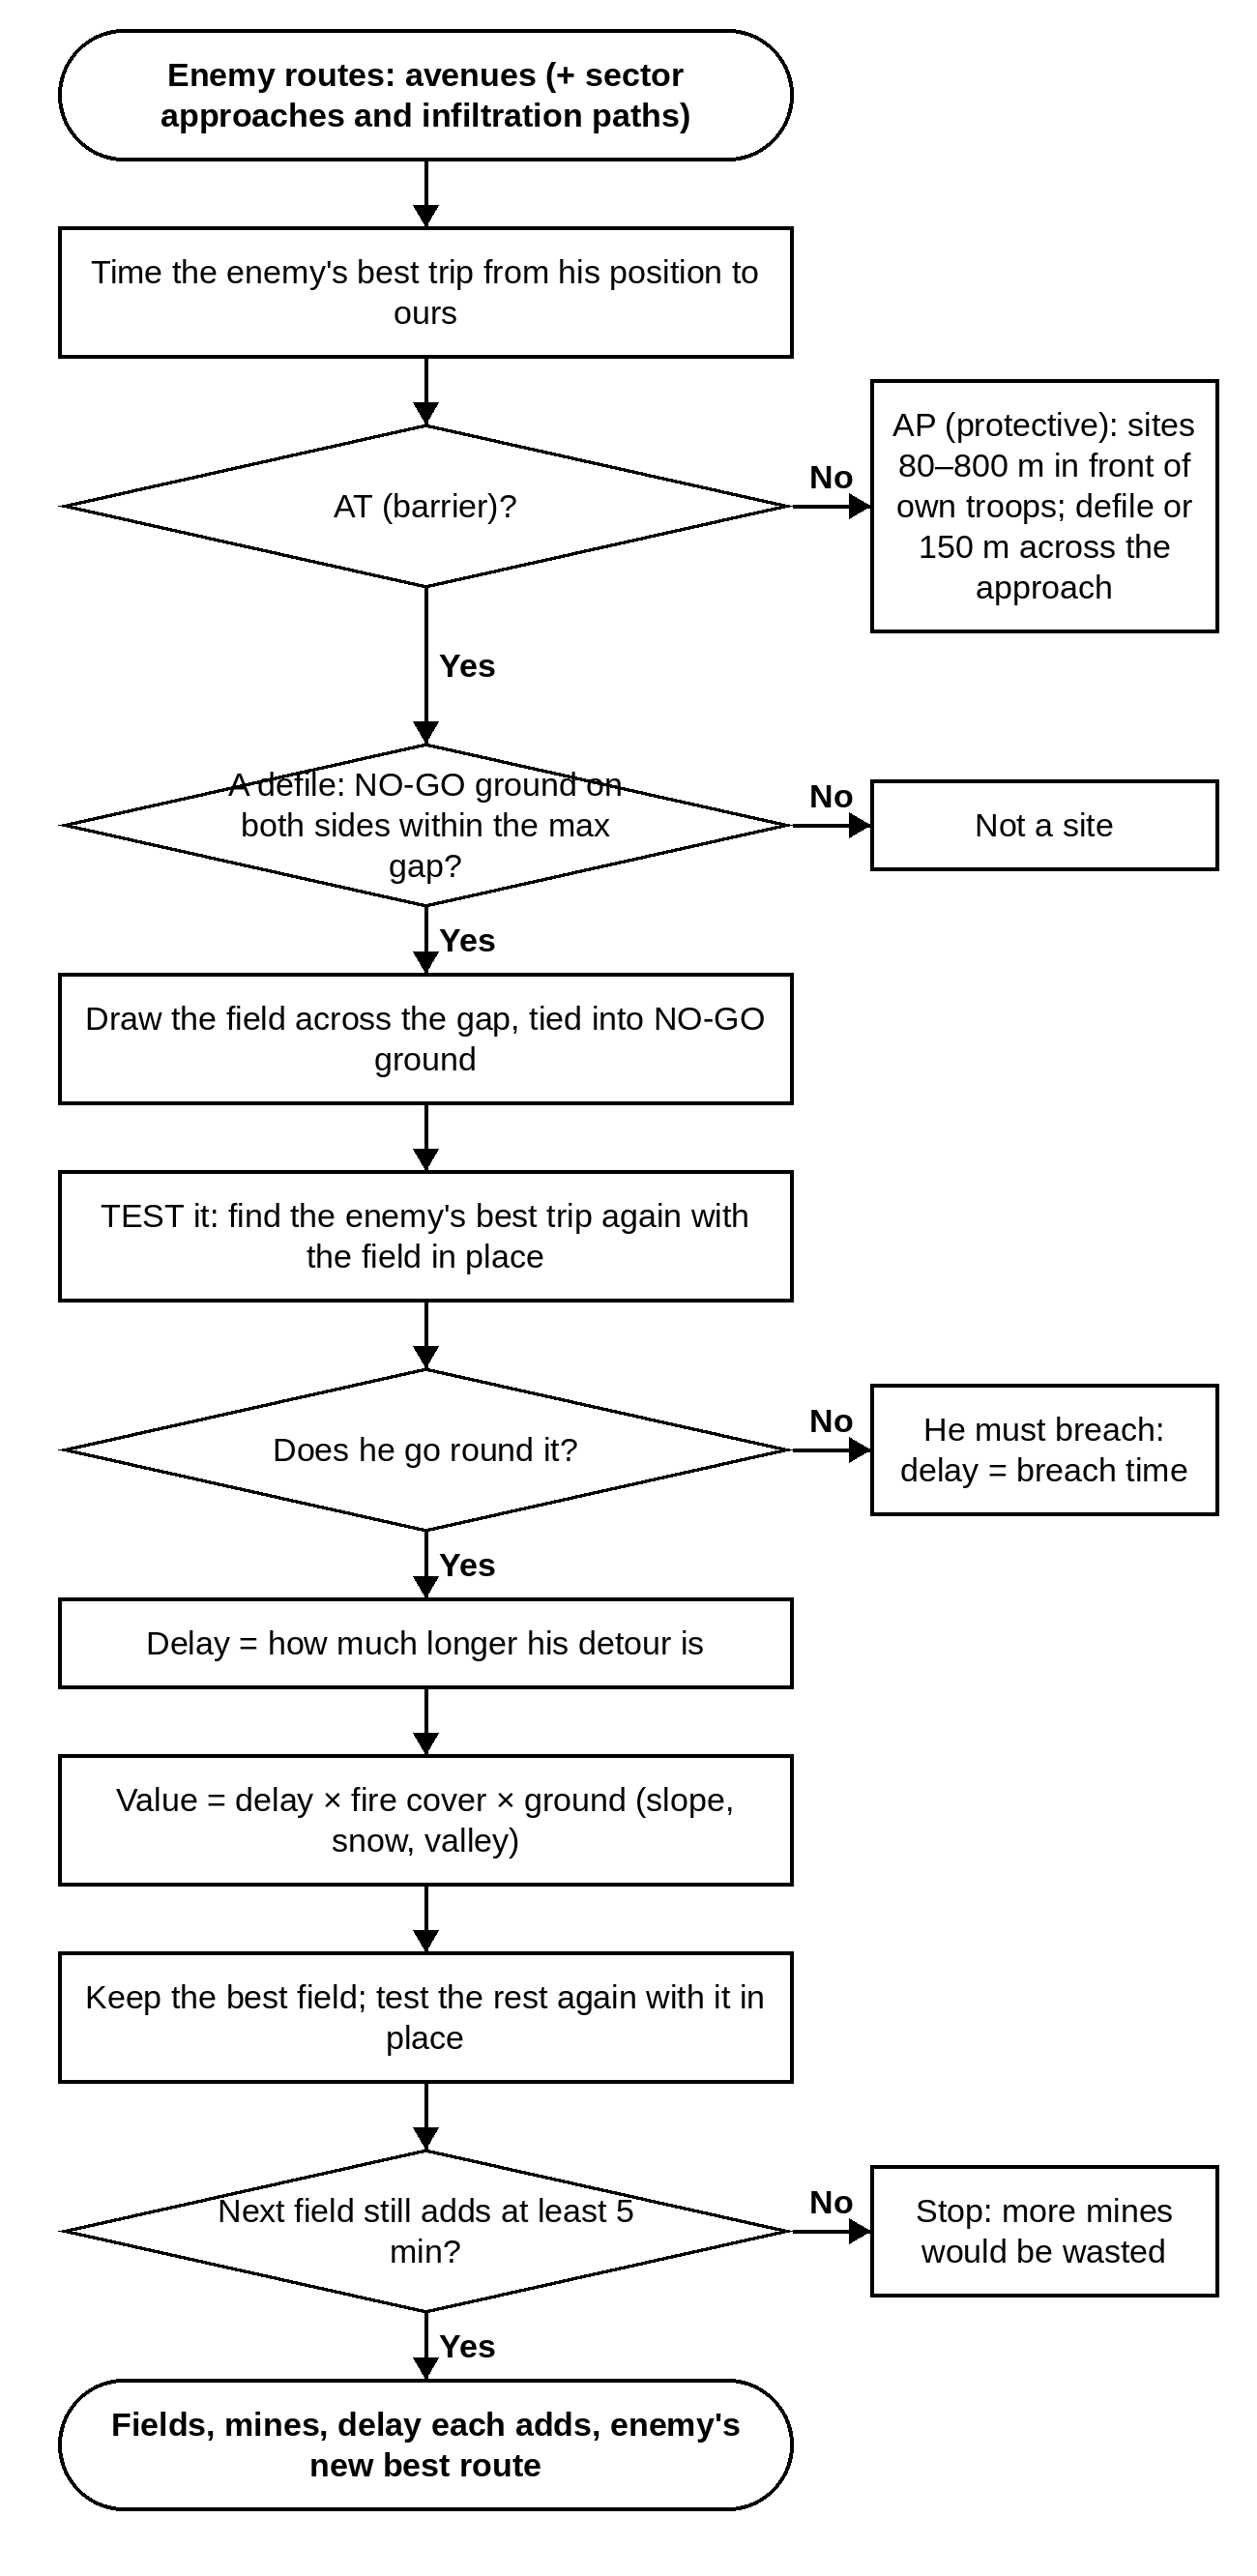 Enemy routes: avenues (+ sector
approaches and infiltration paths)
Time the enemy's best trip from his position to
ours
AT (barrier)?
No
AP (protective): sites
80–800 m in front of
own troops; defile or
150 m across the
approach
Yes
A defile: NO-GO ground on
both sides within the max
gap?
No
Not a site
Yes
Draw the field across the gap, tied into NO-GO
ground
TEST it: find the enemy's best trip again with
the field in place
Does he go round it?
No
He must breach:
delay = breach time
Yes
Delay = how much longer his detour is
Value = delay × fire cover × ground (slope,
snow, valley)
Keep the best field; test the rest again with it in
place
Next field still adds at least 5
min?
No
Stop: more mines
would be wasted
Yes
Fields, mines, delay each adds, enemy's
new best route